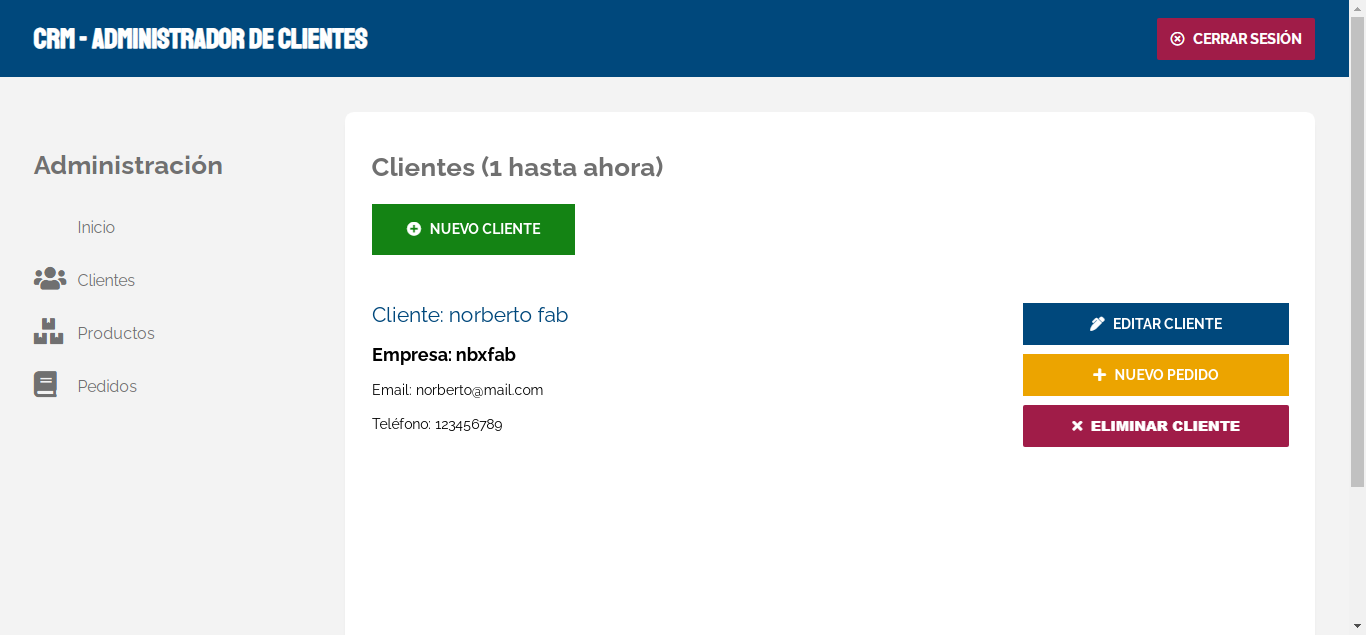 CRM - ADMINISTRADOR DE CLIENTES
CERRAR SESIÓN
Administración
Inicio
Clientes
Productos
Pedidos
Clientes (1 hasta ahora)
NUEVO CLIENTE
Cliente: norberto fab
Empresa: nbxfab
Email: norberto@mail.com
Teléfono: 123456789
EDITAR CLIENTE
NUEVO PEDIDO
ELIMINAR CLIENTE